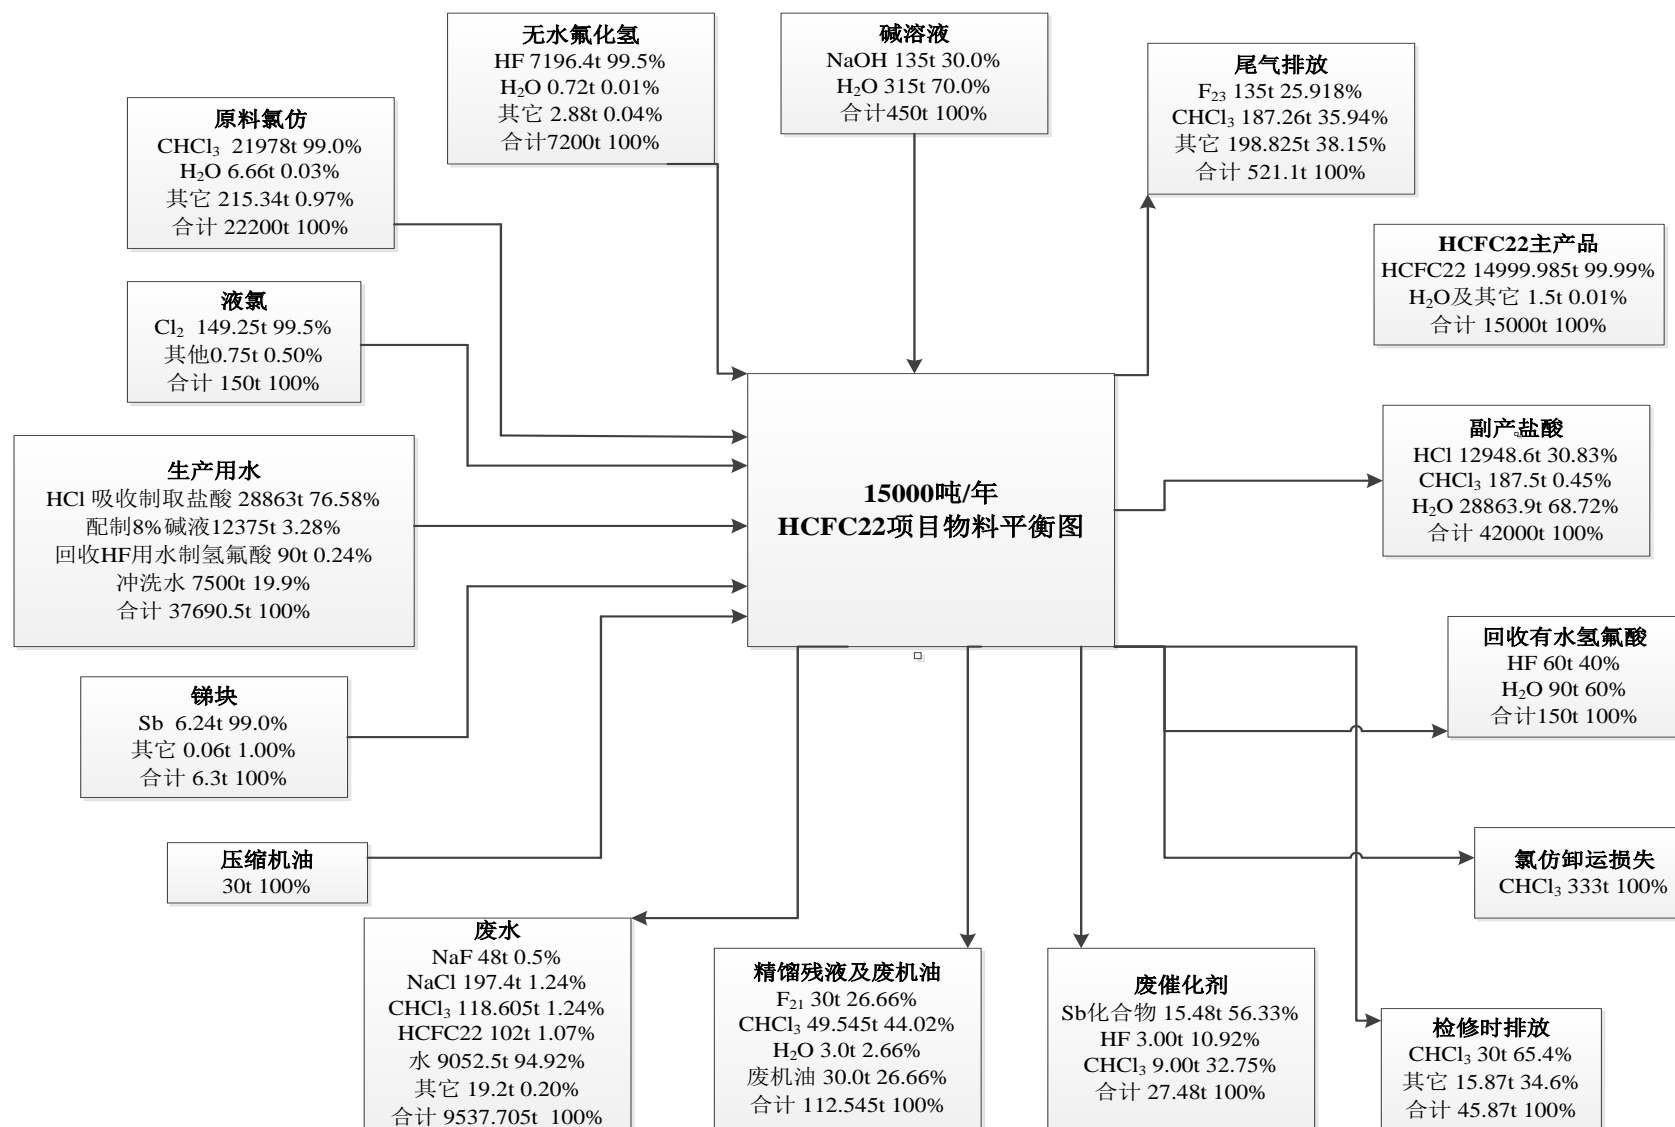 无水氟化氢
HF 7196.4t 99.5%
H₂O 0.72t 0.01%
其它 2.88t 0.04%
合计7200t 100%
碱溶液
NaOH 135t 30.0%
H₂O 315t 70.0%
合计450t 100%
尾气排放
F₂₃ 135t 25.918%
CHCl₃ 187.26t 35.94%
其它 198.825t 38.15%
合计 521.1t 100%
原料氯仿
CHCl₃ 21978t 99.0%
H₂O 6.66t 0.03%
其它 215.34t 0.97%
合计 22200t 100%
HCFC22主产品
HCFC22 14999.985t 99.99%
H₂O及其它 1.5t 0.01%
合计 15000t 100%
液氯
Cl₂ 149.25t 99.5%
其他0.75t 0.50%
合计 150t 100%
生产用水
HCl 吸收制取盐酸 28863t 76.58%
配制8%碱液12375t 3.28%
回收HF用水制氢氟酸 90t 0.24%
冲洗水 7500t 19.9%
合计 37690.5t 100%
15000吨/年
HCFC22项目物料平衡图
副产盐酸
HCl 12948.6t 30.83%
CHCl₃ 187.5t 0.45%
H₂O 28863.9t 68.72%
合计 42000t 100%
回收有水氢氟酸
HF 60t 40%
H₂O 90t 60%
合计150t 100%
锑块
Sb 6.24t 99.0%
其它 0.06t 1.00%
合计 6.3t 100%
压缩机油
30t 100%
氯仿卸运损失
CHCl₃ 333t 100%
废水
NaF 48t 0.5%
NaCl 197.4t 1.24%
CHCl₃ 118.605t 1.24%
HCFC22 102t 1.07%
水 9052.5t 94.92%
其它 19.2t 0.20%
合计 9537.705t 100%
精馏残液及废机油
F₂₁ 30t 26.66%
CHCl₃ 49.545t 44.02%
H₂O 3.0t 2.66%
废机油 30.0t 26.66%
合计 112.545t 100%
废催化剂
Sb化合物 15.48t 56.33%
HF 3.00t 10.92%
CHCl₃ 9.00t 32.75%
合计 27.48t 100%
检修时排放
CHCl₃ 30t 65.4%
其它 15.87t 34.6%
合计 45.87t 100%